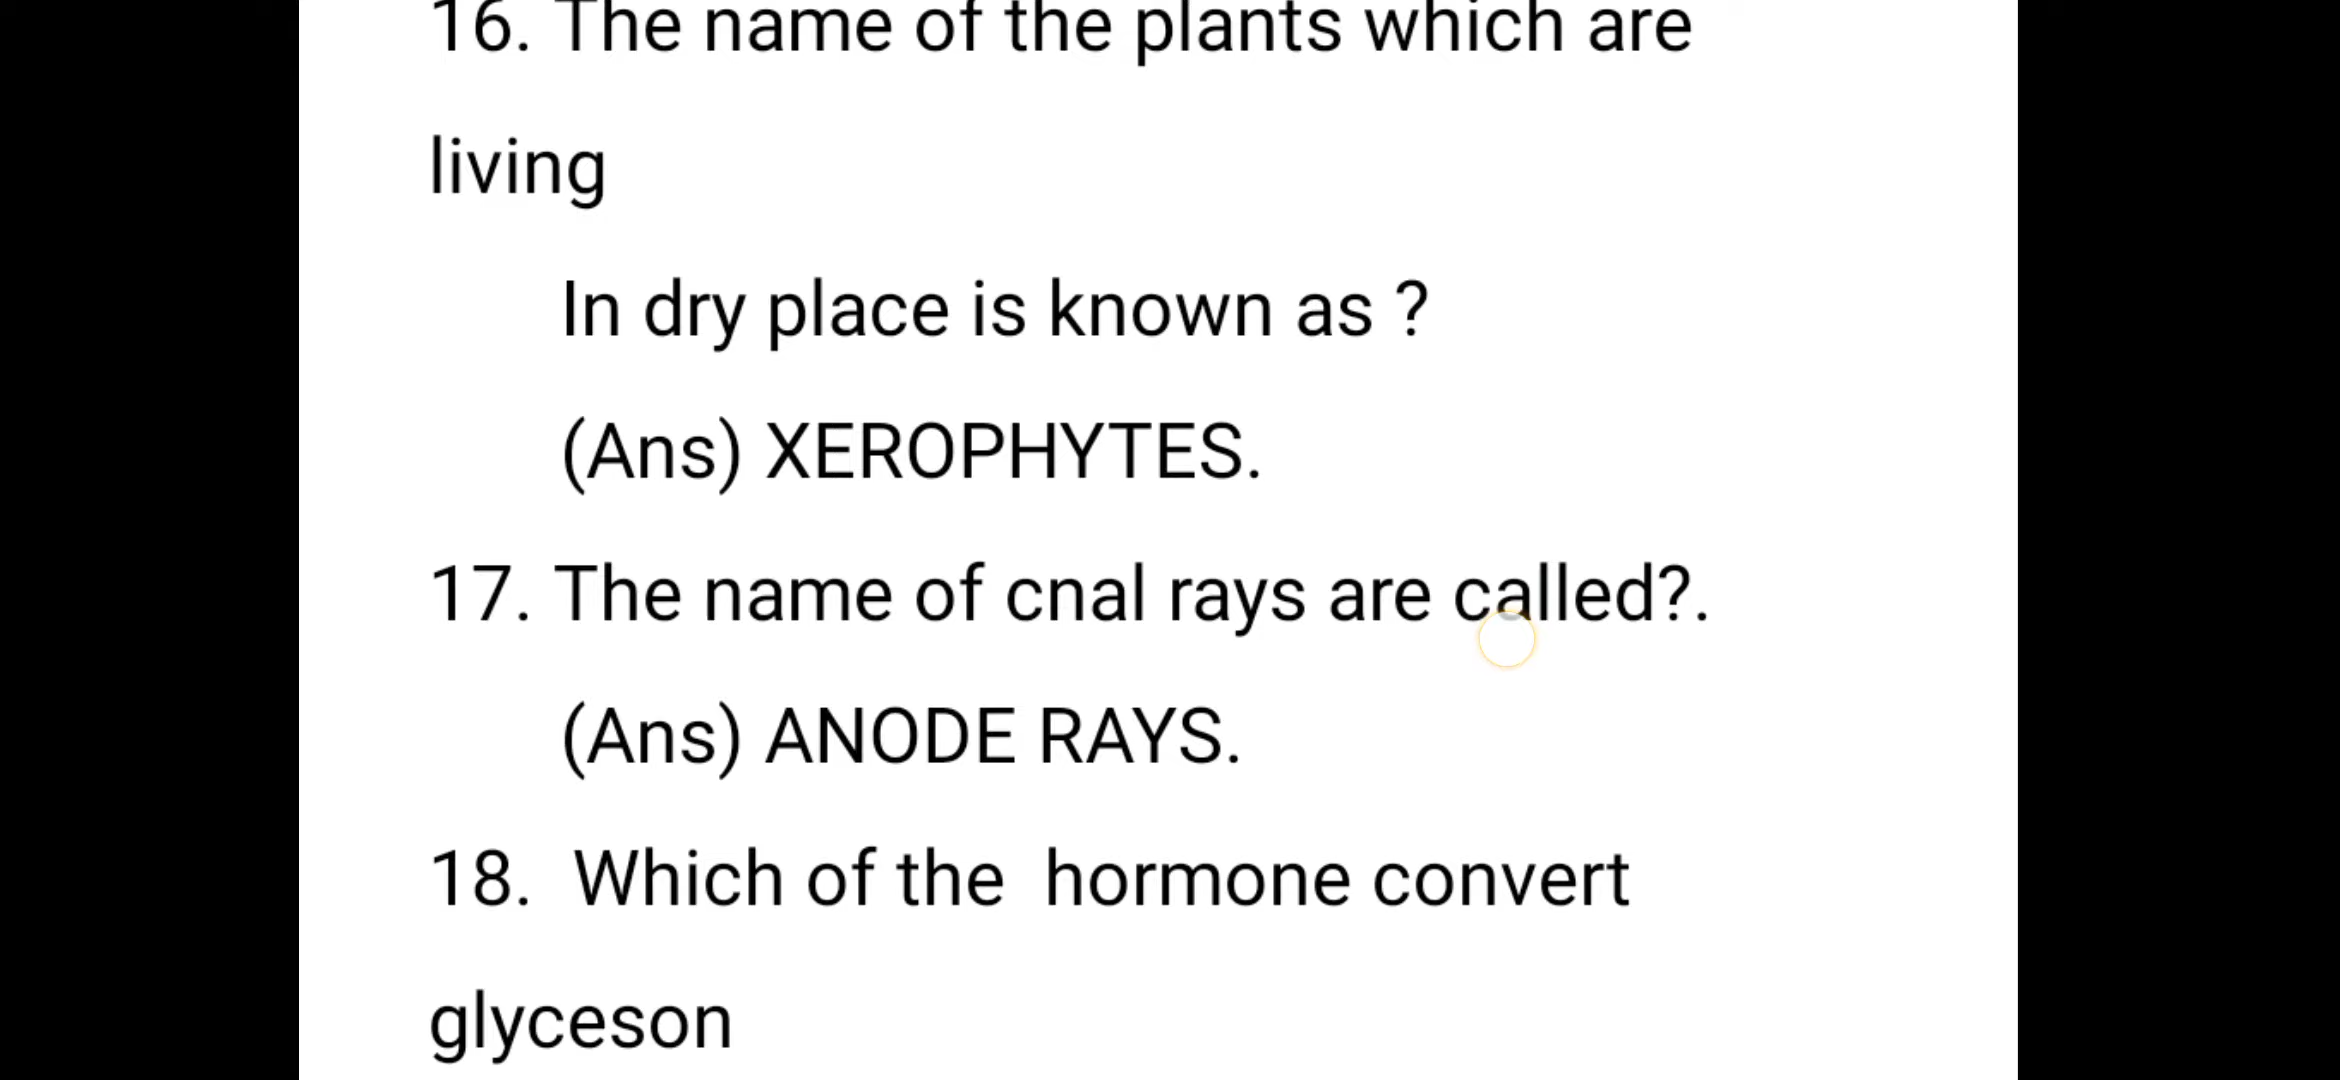 16. The name of the plants which are
living
In dry place is known as ?
(Ans) XEROPHYTES.
17. The name of cnal rays are called?.
(Ans) ANODE RAYS.
18. Which of the hormone convert
glyceson